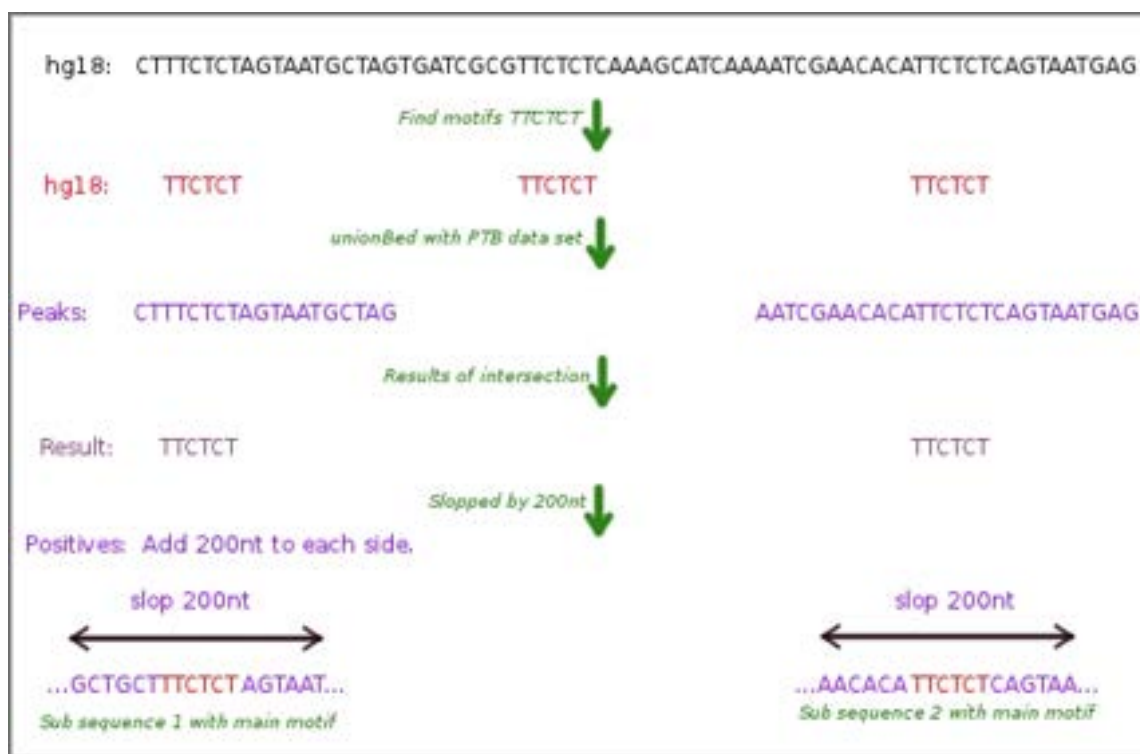 hg18: CTTTCTCTAGTAATGCTAGTGATCGCGTTCTCTCAAAGCATCAAAATCGAACACATTCTCTCAGTAATGAG
Find motifs TTCTCT
hg18: TTCTCT TTCTCT TTCTCT
unionBed with PTB data set
Peaks: CTTTCTCTAGTAATGCTAG AATCGAACACATTCTCTCAGTAATGAG
Results of intersection
Result: TTCTCT TTCTCT
Slopped by 200nt
Positives: Add 200nt to each side.
slop 200nt slop 200nt
...GCTGCTTTCTCTAGTAAT... ...AACACATTCTCTCAGTAA...
Sub sequence 1 with main motif Sub sequence 2 with main motif